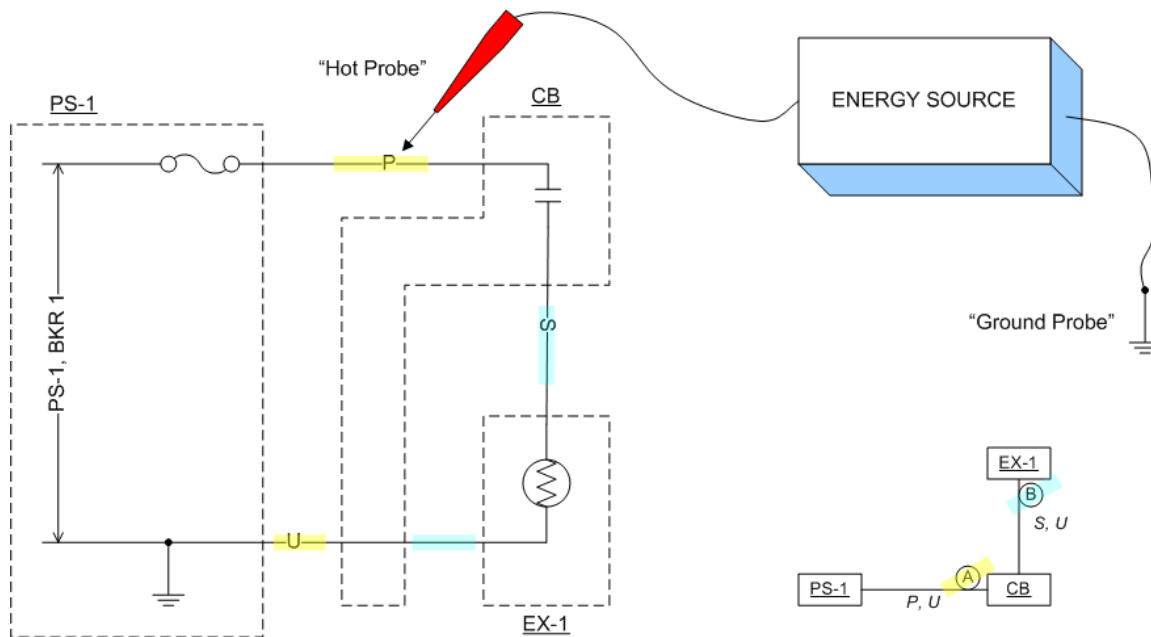 "Hot Probe"
PS-1
CB
ENERGY SOURCE
P
PS-1, BKR 1
S
"Ground Probe"
EX-1
B
S, U
U
A
PS-1
P, U
CB
EX-1